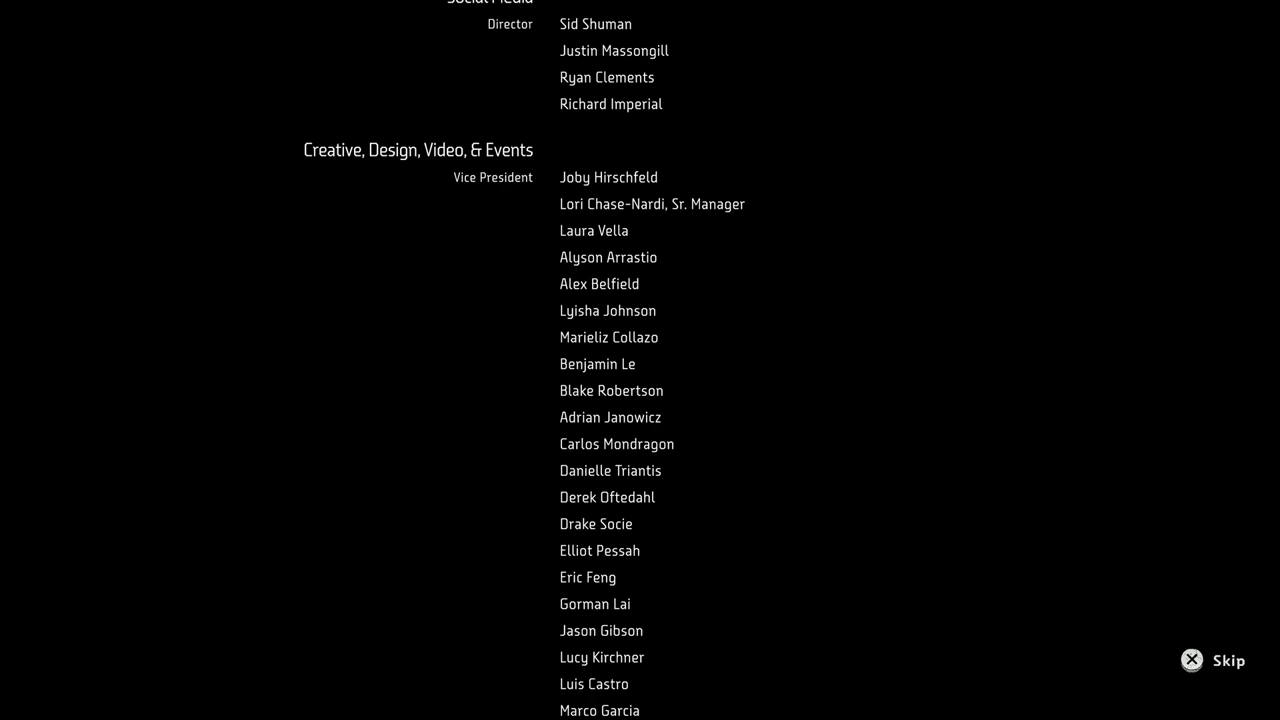 Social Media
Director Sid Shuman
Justin Massongill
Ryan Clements
Richard Imperial
Creative, Design, Video, & Events
Vice President Joby Hirschfeld
Lori Chase-Nardi, Sr. Manager
Laura Vella
Alyson Arrastio
Alex Belfield
Lyisha Johnson
Marieliz Collazo
Benjamin Le
Blake Robertson
Adrian Janowicz
Carlos Mondragon
Danielle Triantis
Derek Oftedahl
Drake Socie
Elliot Pessah
Eric Feng
Gorman Lai
Jason Gibson
Lucy Kirchner
Luis Castro
Marco Garcia
Skip